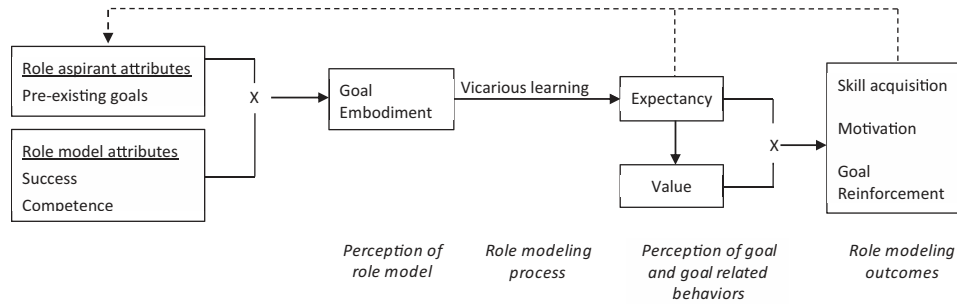 Role aspirant attributes
Pre-existing goals
Role model attributes
Success
Competence
X
Goal
Embodiment
Vicarious learning
Expectancy
Value
X
Skill acquisition
Motivation
Goal
Reinforcement
Perception of
role model
Role modeling
process
Perception of goal
and goal related
behaviors
Role modeling
outcomes